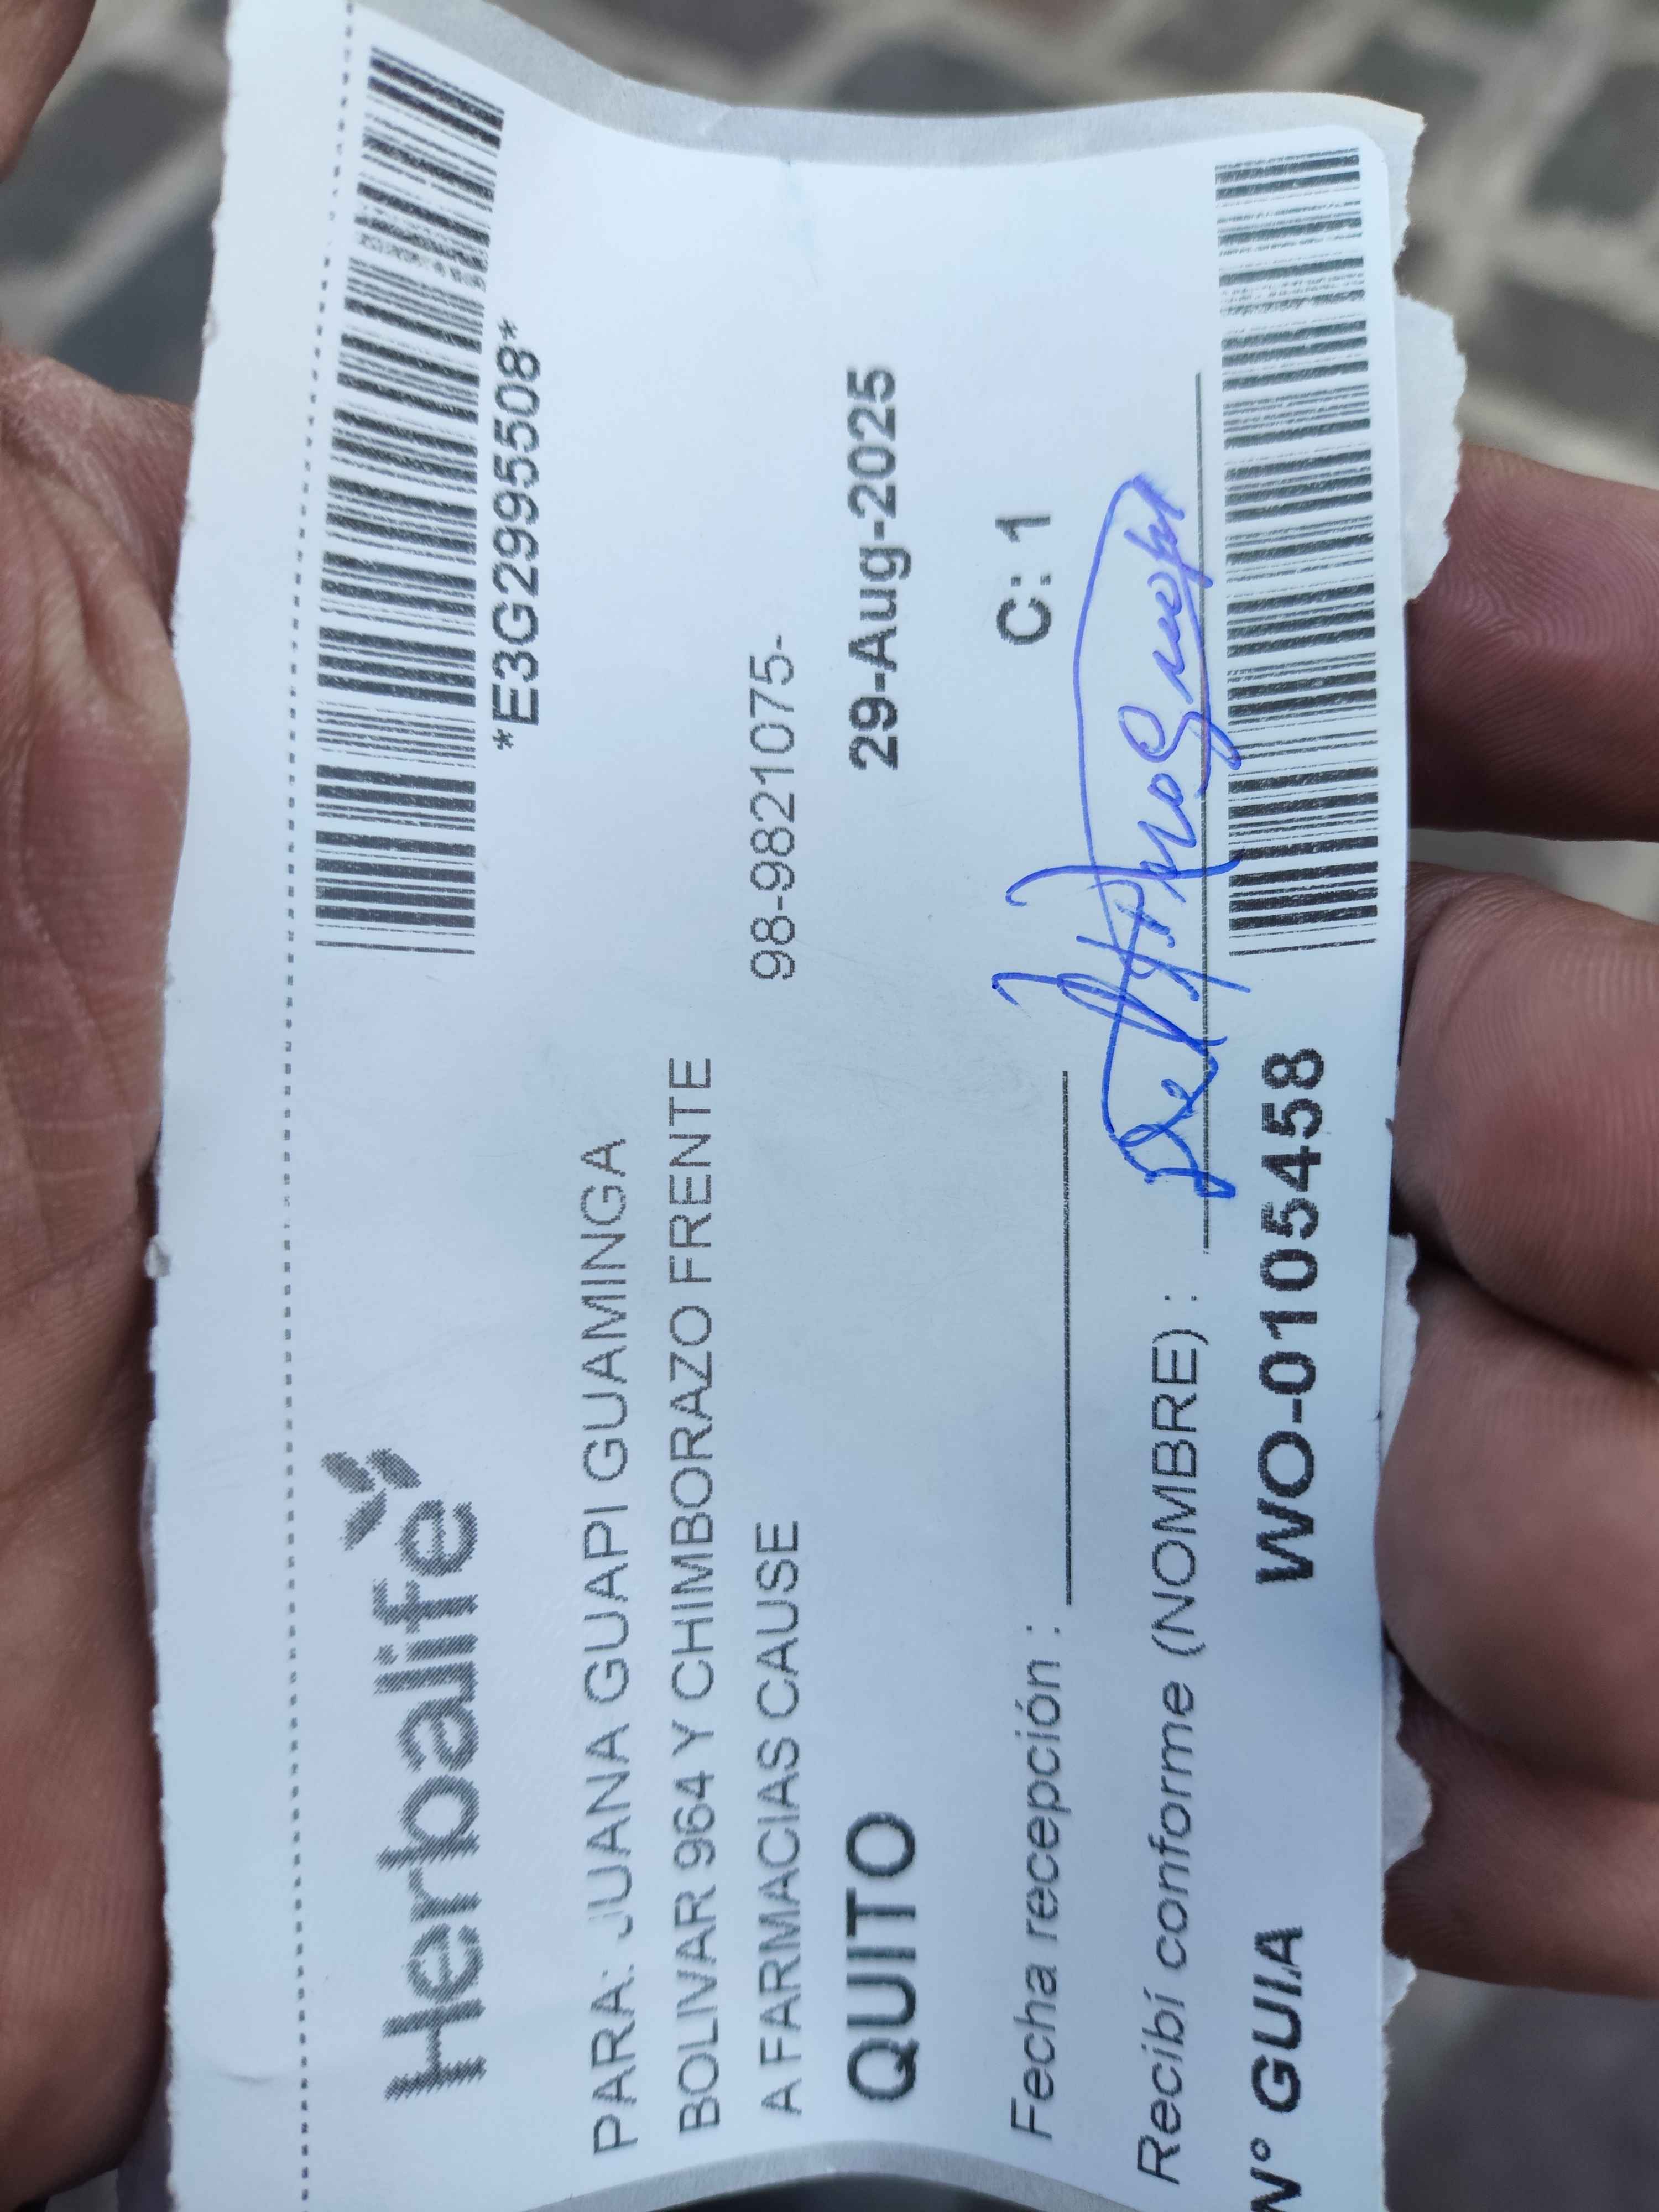 Herbalife
*E3G2995508*
PARA: JUANA GUAPI GUAMINGA
BOLIVAR 964 Y CHIMBORAZO FRENTE
A FARMACIAS CAUSE
98-9821075-
QUITO
29-Aug-2025
Fecha recepción :
C: 1
Recibí conforme (NOMBRE) :
N° GUIA
WO-0105458